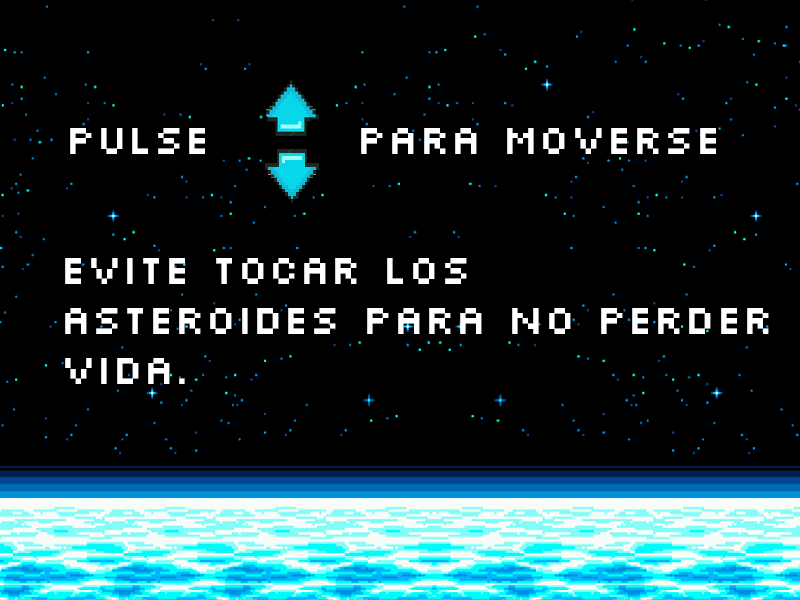 PULSE PARA MOVERSE
EVITE TOCAR LOS
ASTEROIDES PARA NO PERDER
VIDA.